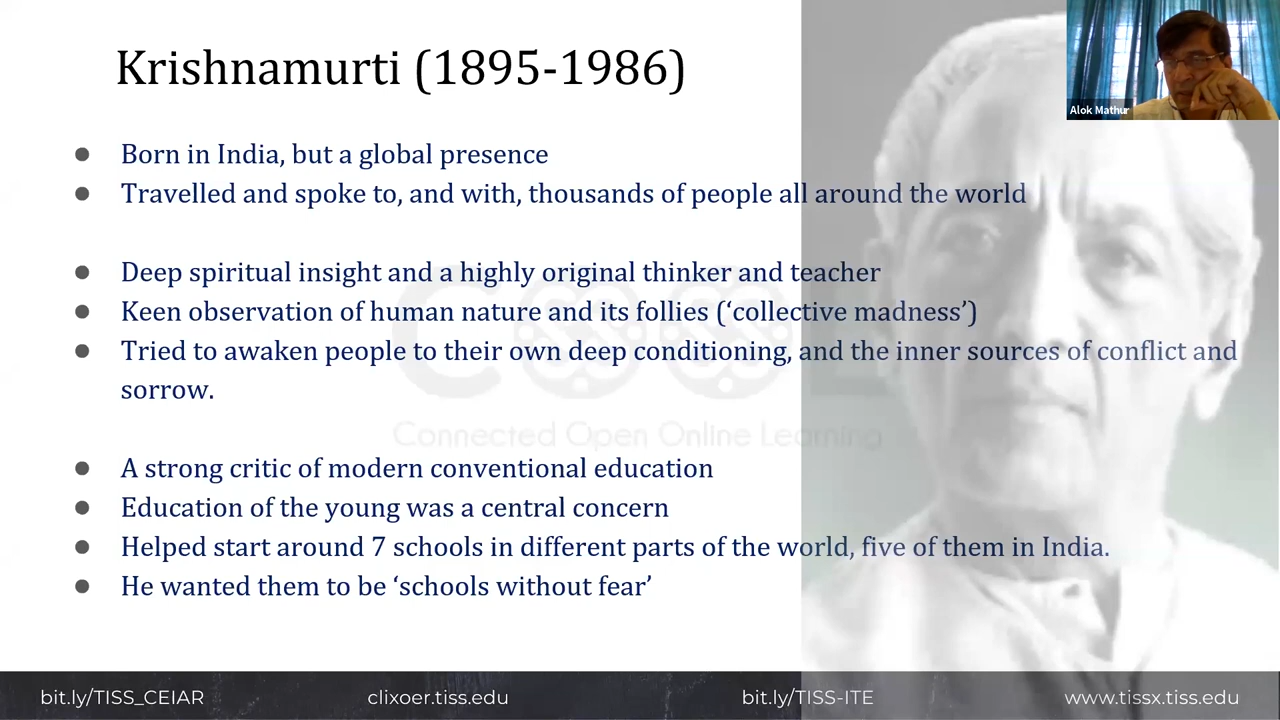 Krishnamurti (1895-1986)
Alok Mathur
● Born in India, but a global presence
● Travelled and spoke to, and with, thousands of people all around the world
● Deep spiritual insight and a highly original thinker and teacher
● Keen observation of human nature and its follies (‘collective madness’)
● Tried to awaken people to their own deep conditioning, and the inner sources of conflict and
sorrow.
Connected Open Online Learning
● A strong critic of modern conventional education
● Education of the young was a central concern
● Helped start around 7 schools in different parts of the world, five of them in India.
● He wanted them to be ‘schools without fear’
bit.ly/TISS_CEIAR clixoer.tiss.edu bit.ly/TISS-ITE www.tissx.tiss.edu